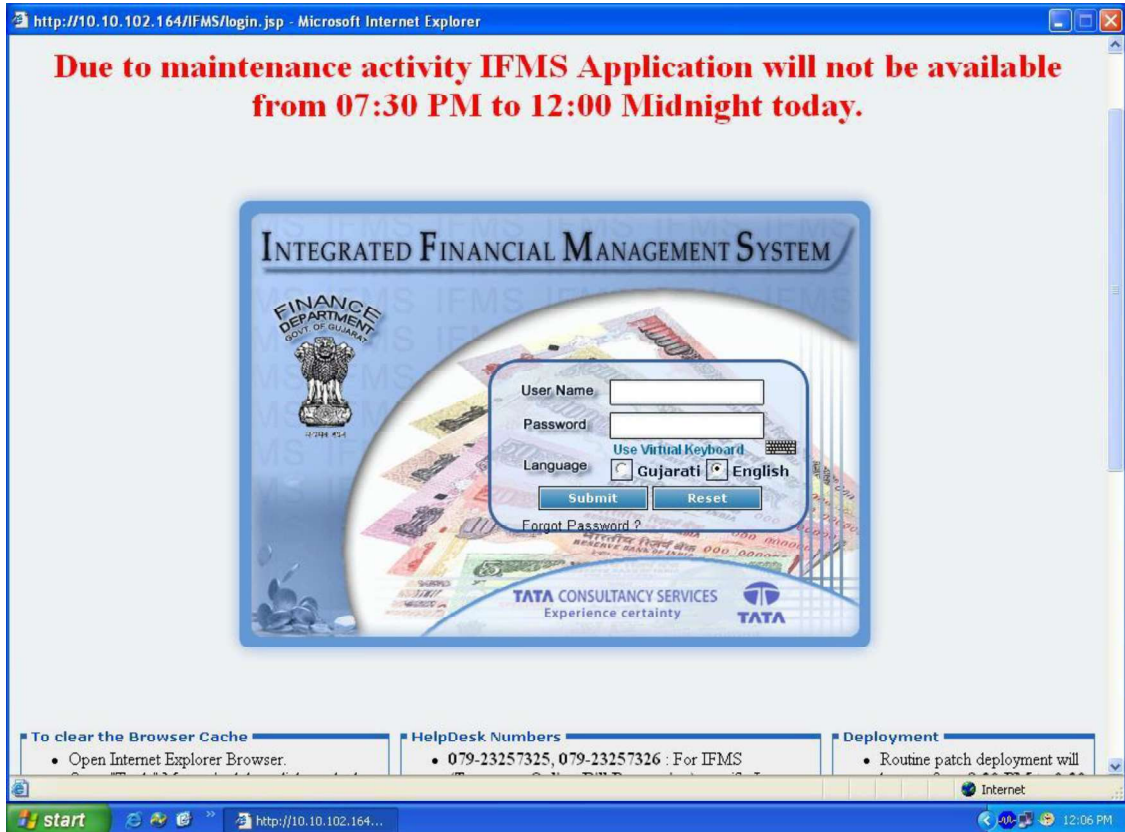 http://10.10.102.164/IFMS/login.jsp - Microsoft Internet Explorer
Due to maintenance activity IFMS Application will not be available
from 07:30 PM to 12:00 Midnight today.
INTEGRATED FINANCIAL MANAGEMENT SYSTEM
FINANCE
DEPARTMENT
GOVT. OF GUJARAT
User Name
Password
Use Virtual Keyboard
Language
Gujarati
English
Submit
Reset
Forgot Password ?
TATA CONSULTANCY SERVICES
Experience certainty
TATA
To clear the Browser Cache
• Open Internet Explorer Browser.
HelpDesk Numbers
• 079-23257325, 079-23257326 : For IFMS
Deployment
• Routine patch deployment will
Internet
start
http://10.10.102.164...
12:06 PM